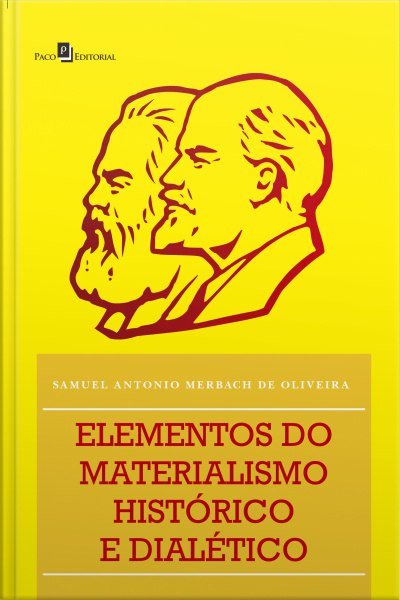 PACO EDITORIAL
SAMUEL ANTONIO MERBACH DE OLIVEIRA
ELEMENTOS DO
MATERIALISMO
HISTÓRICO
E DIALÉTICO